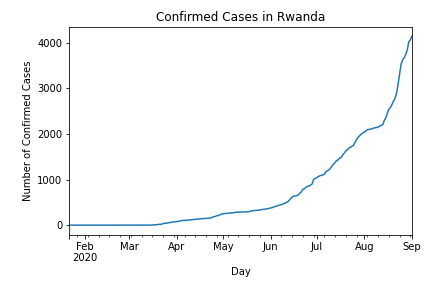 Confirmed Cases in Rwanda
Number of Confirmed Cases
4000
3000
2000
1000
0
Feb Mar Apr May Jun Jul Aug Sep
2020
Day